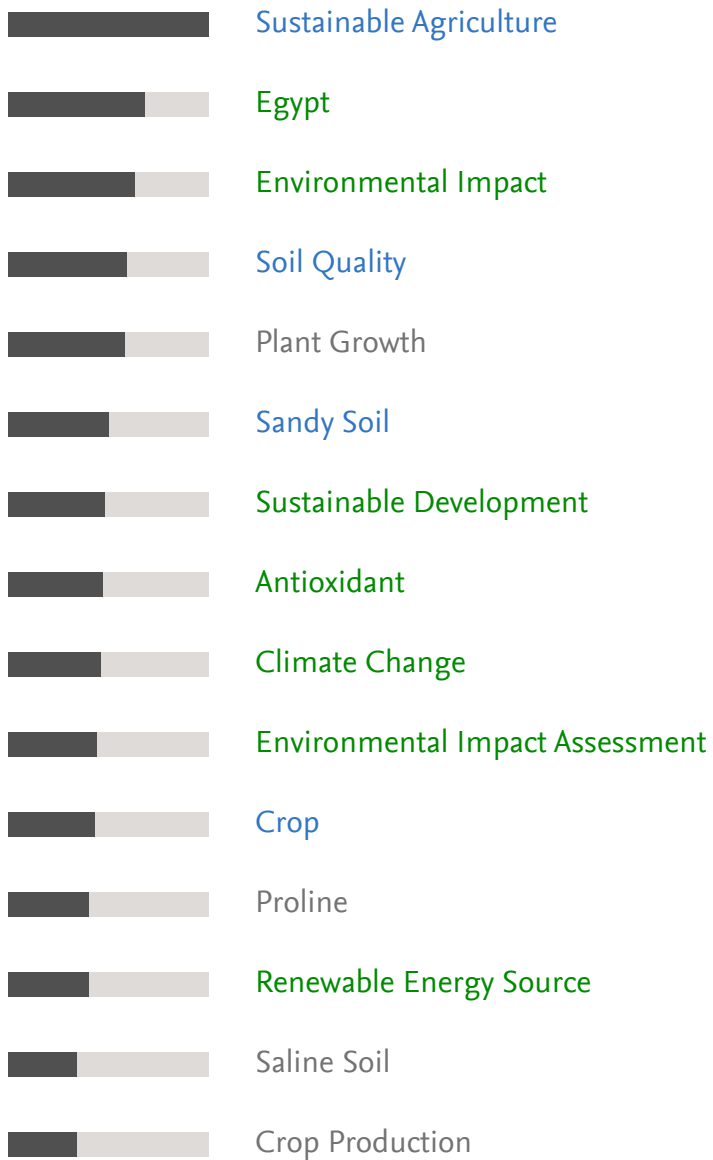 Sustainable Agriculture
Egypt
Environmental Impact
Soil Quality
Plant Growth
Sandy Soil
Sustainable Development
Antioxidant
Climate Change
Environmental Impact Assessment
Crop
Proline
Renewable Energy Source
Saline Soil
Crop Production